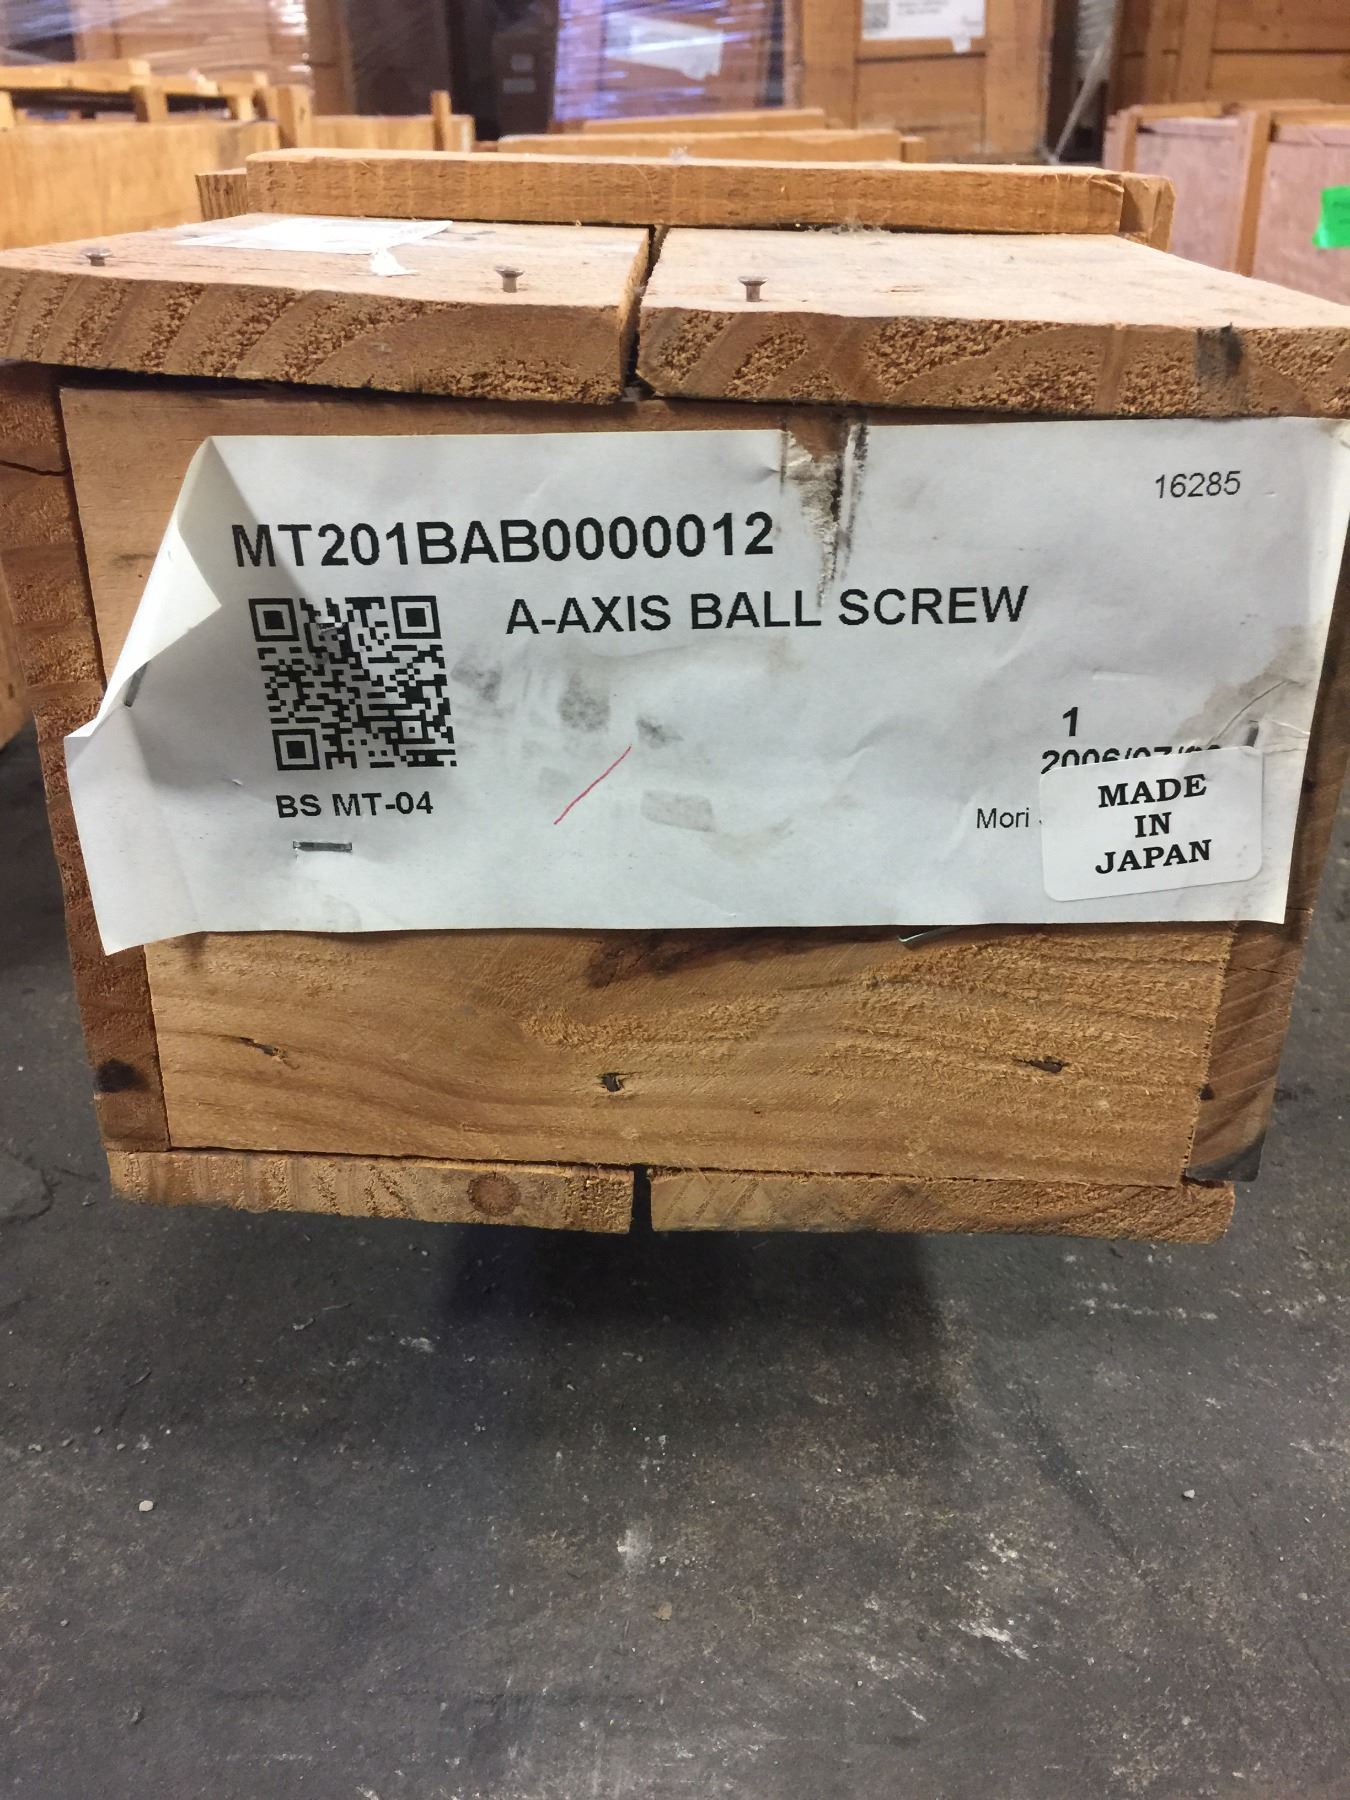 16285
MT201BAB0000012
A-AXIS BALL SCREW
1
BS MT-04
Mori
MADE
IN
JAPAN